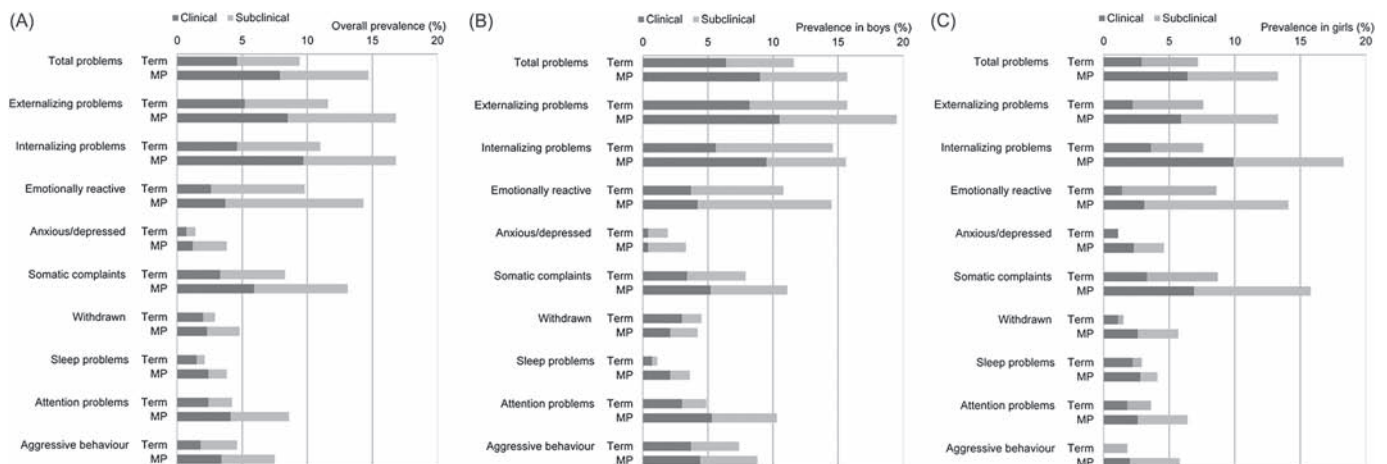 (A)
Clinical Subclinical Overall prevalence (%)
0 5 10 15 20
Total problems Term
MP
Externalizing problems Term
MP
Internalizing problems Term
MP
Emotionally reactive Term
MP
Anxious/depressed Term
MP
Somatic complaints Term
MP
Withdrawn Term
MP
Sleep problems Term
MP
Attention problems Term
MP
Aggressive behaviour Term
MP
(B)
Clinical Subclinical Prevalence in boys (%)
0 5 10 15 20
Total problems Term
MP
Externalizing problems Term
MP
Internalizing problems Term
MP
Emotionally reactive Term
MP
Anxious/depressed Term
MP
Somatic complaints Term
MP
Withdrawn Term
MP
Sleep problems Term
MP
Attention problems Term
MP
Aggressive behaviour Term
MP
(C)
Clinical Subclinical Prevalence in girls (%)
0 5 10 15 20
Total problems Term
MP
Externalizing problems Term
MP
Internalizing problems Term
MP
Emotionally reactive Term
MP
Anxious/depressed Term
MP
Somatic complaints Term
MP
Withdrawn Term
MP
Sleep problems Term
MP
Attention problems Term
MP
Aggressive behaviour Term
MP